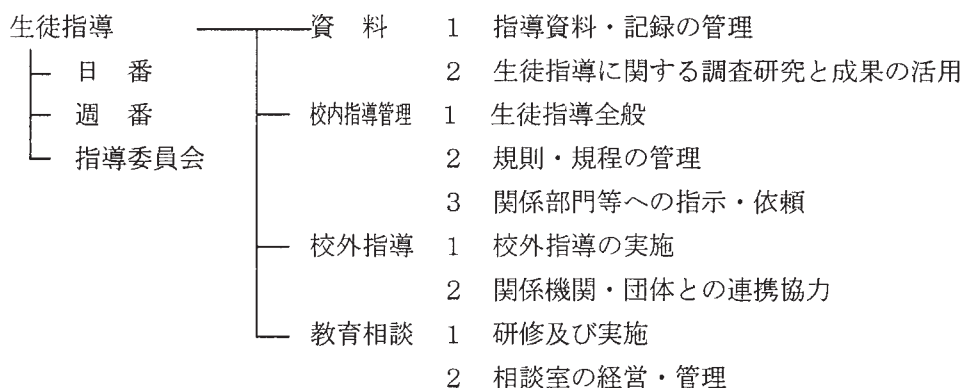 生徒指導 資料 1 指導資料・記録の管理
日番 2 生徒指導に関する調査研究と成果の活用
週番 校内指導管理 1 生徒指導全般
指導委員会 2 規則・規程の管理
3 関係部門等への指示・依頼
校外指導 1 校外指導の実施
2 関係機関・団体との連携協力
教育相談 1 研修及び実施
2 相談室の経営・管理